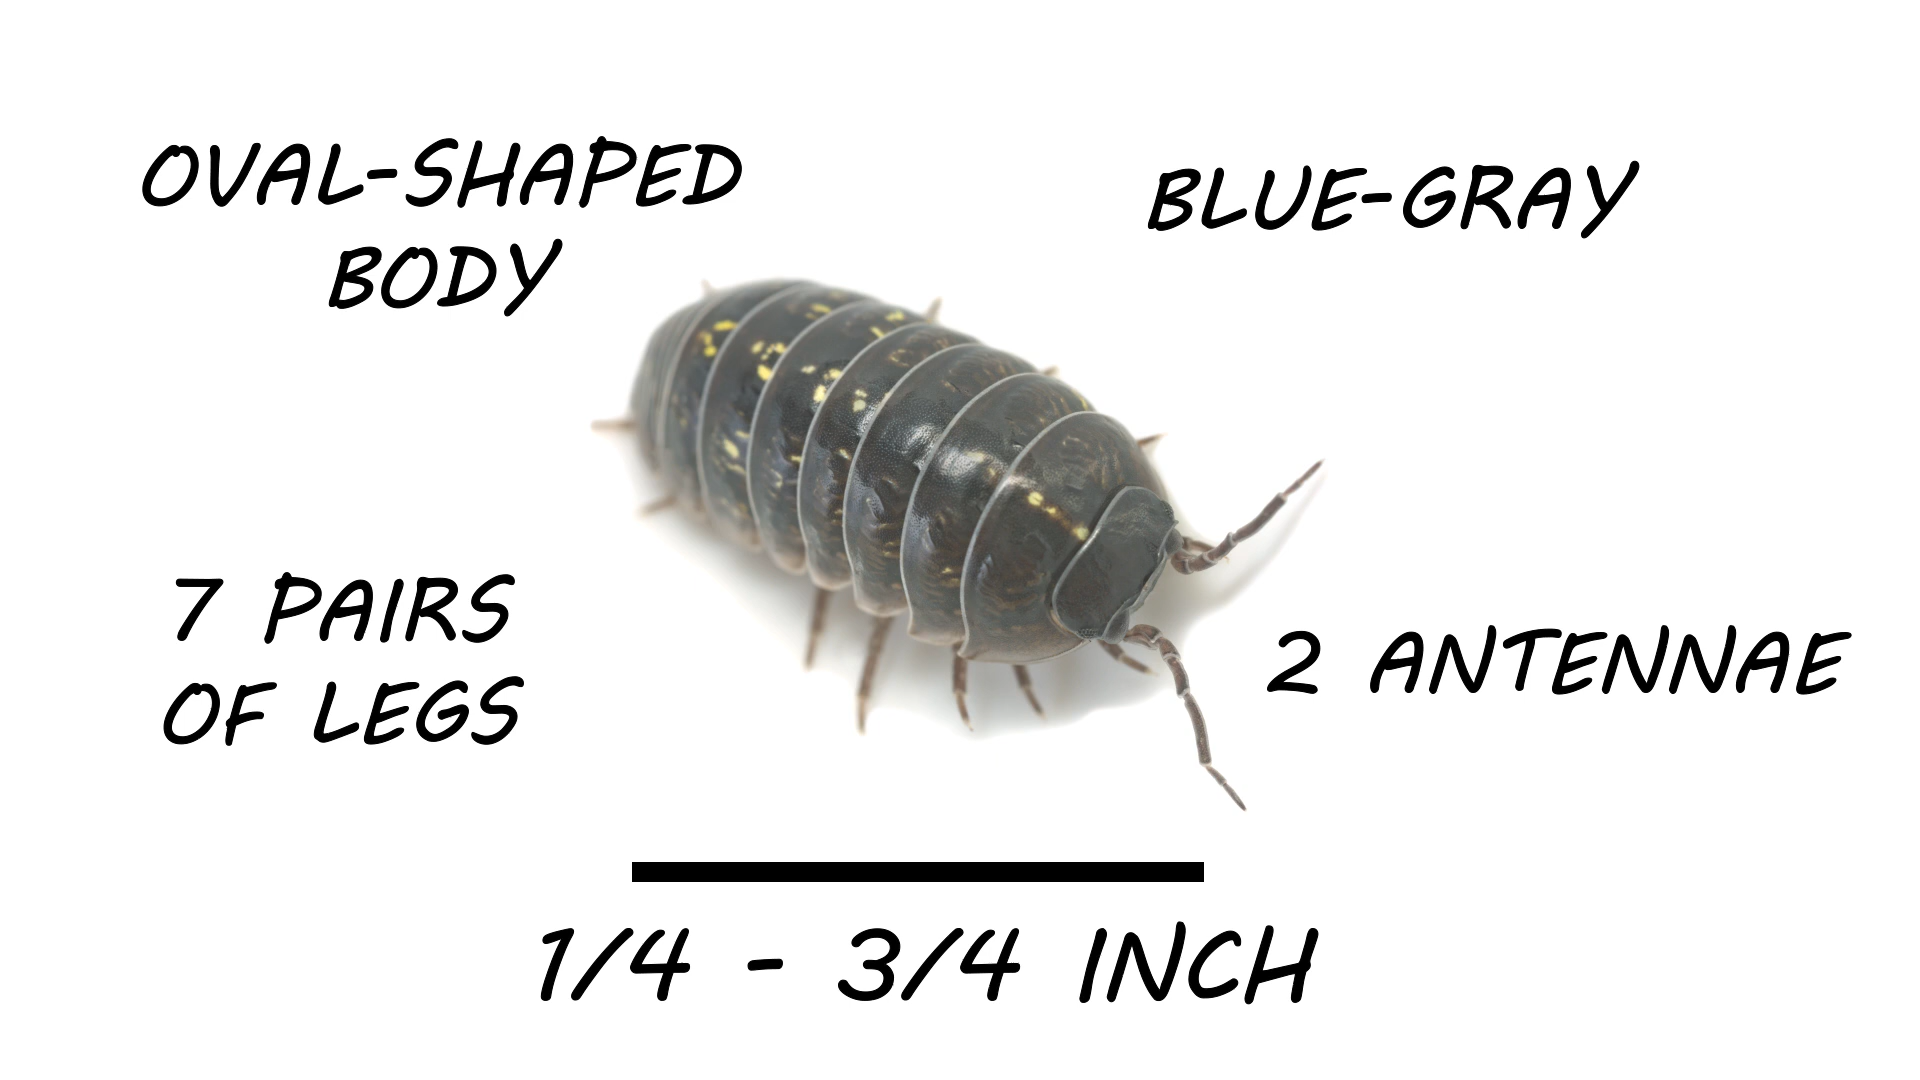 OVAL-SHAPED
BODY
BLUE-GRAY
7 PAIRS
OF LEGS
2 ANTENNAE
1/4 - 3/4 INCH